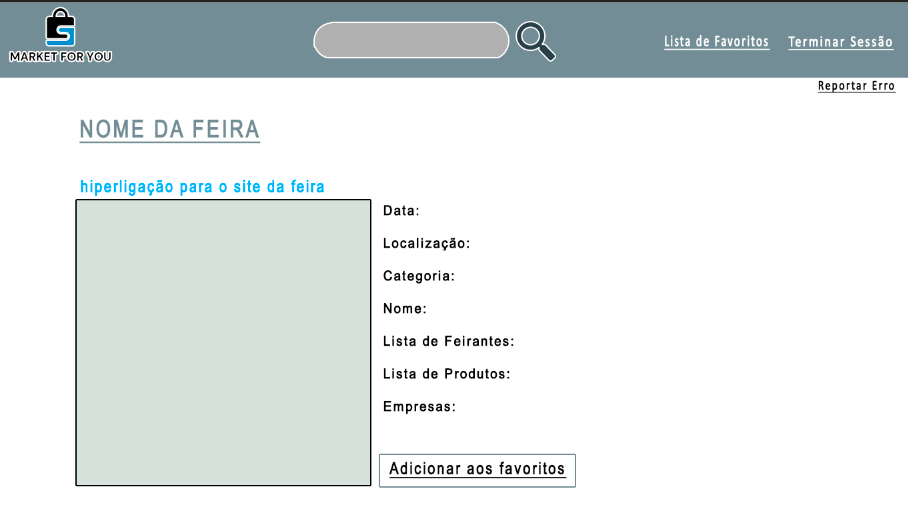 MARKET FOR YOU
Lista de Favoritos
Terminar Sessão
Reportar Erro
NOME DA FEIRA
hiperligação para o site da feira
Data:
Localização:
Categoria:
Nome:
Lista de Feirantes:
Lista de Produtos:
Empresas:
Adicionar aos favoritos